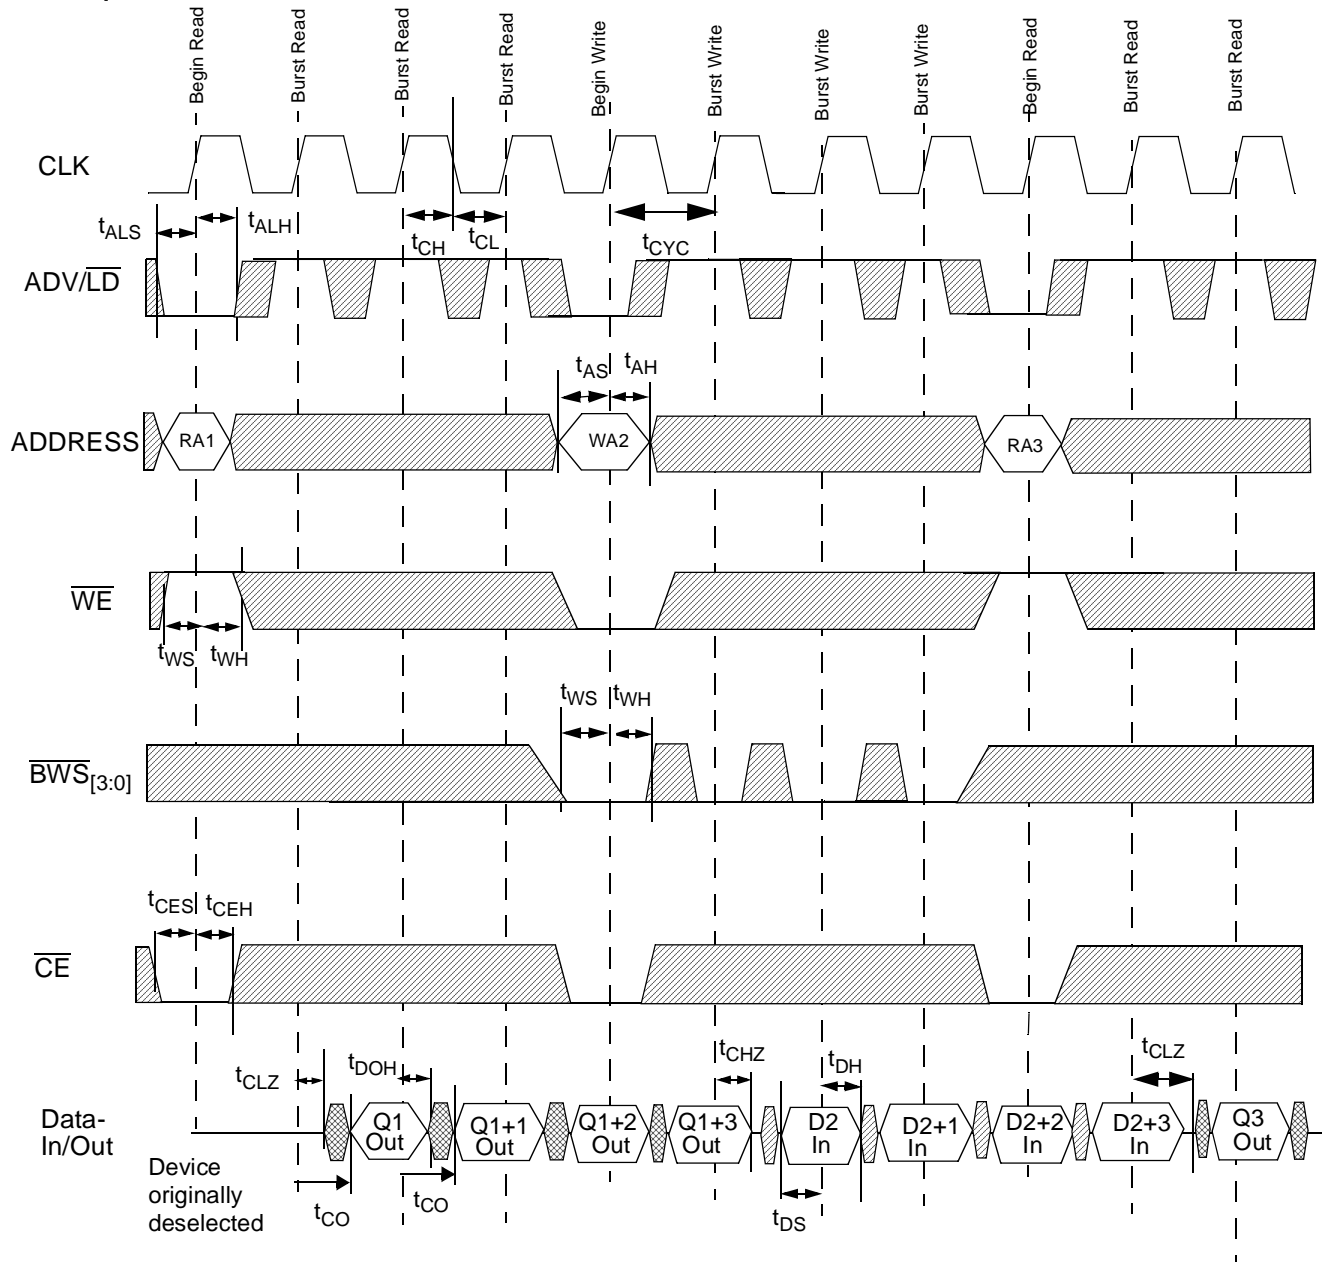 Begin Read
Burst Read
Burst Read
Burst Read
Begin Write
Burst Write
Burst Write
Burst Write
Begin Read
Burst Read
Burst Read
CLK
tALS
tALH
tCH
tCL
tCYC
ADV/LD
tAS
tAH
ADDRESS
RA1
WA2
RA3
WE
tWS
tWH
tWS
tWH
BWS[3:0]
tCES
tCEH
CE
tCLZ
tDOH
tCHZ
tDH
tCLZ
Data-
In/Out
Q1
Out
Q1+1
Out
Q1+2
Out
Q1+3
Out
D2
In
D2+1
In
D2+2
In
D2+3
In
Q3
Out
Device
originally
deselected
tCO
tCO
tDS